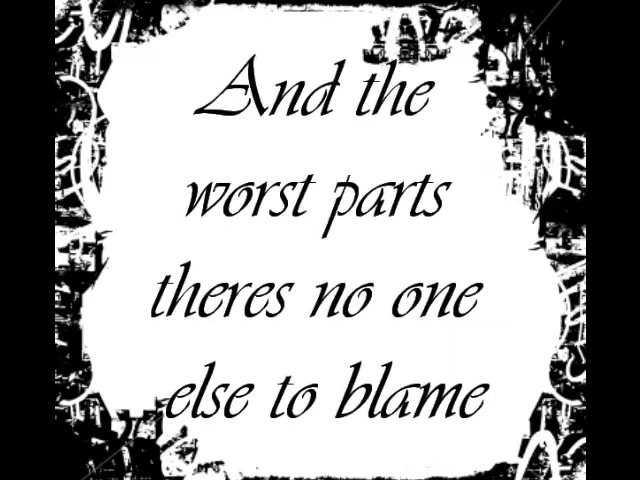 And the
worst parts
theres no one
else to blame